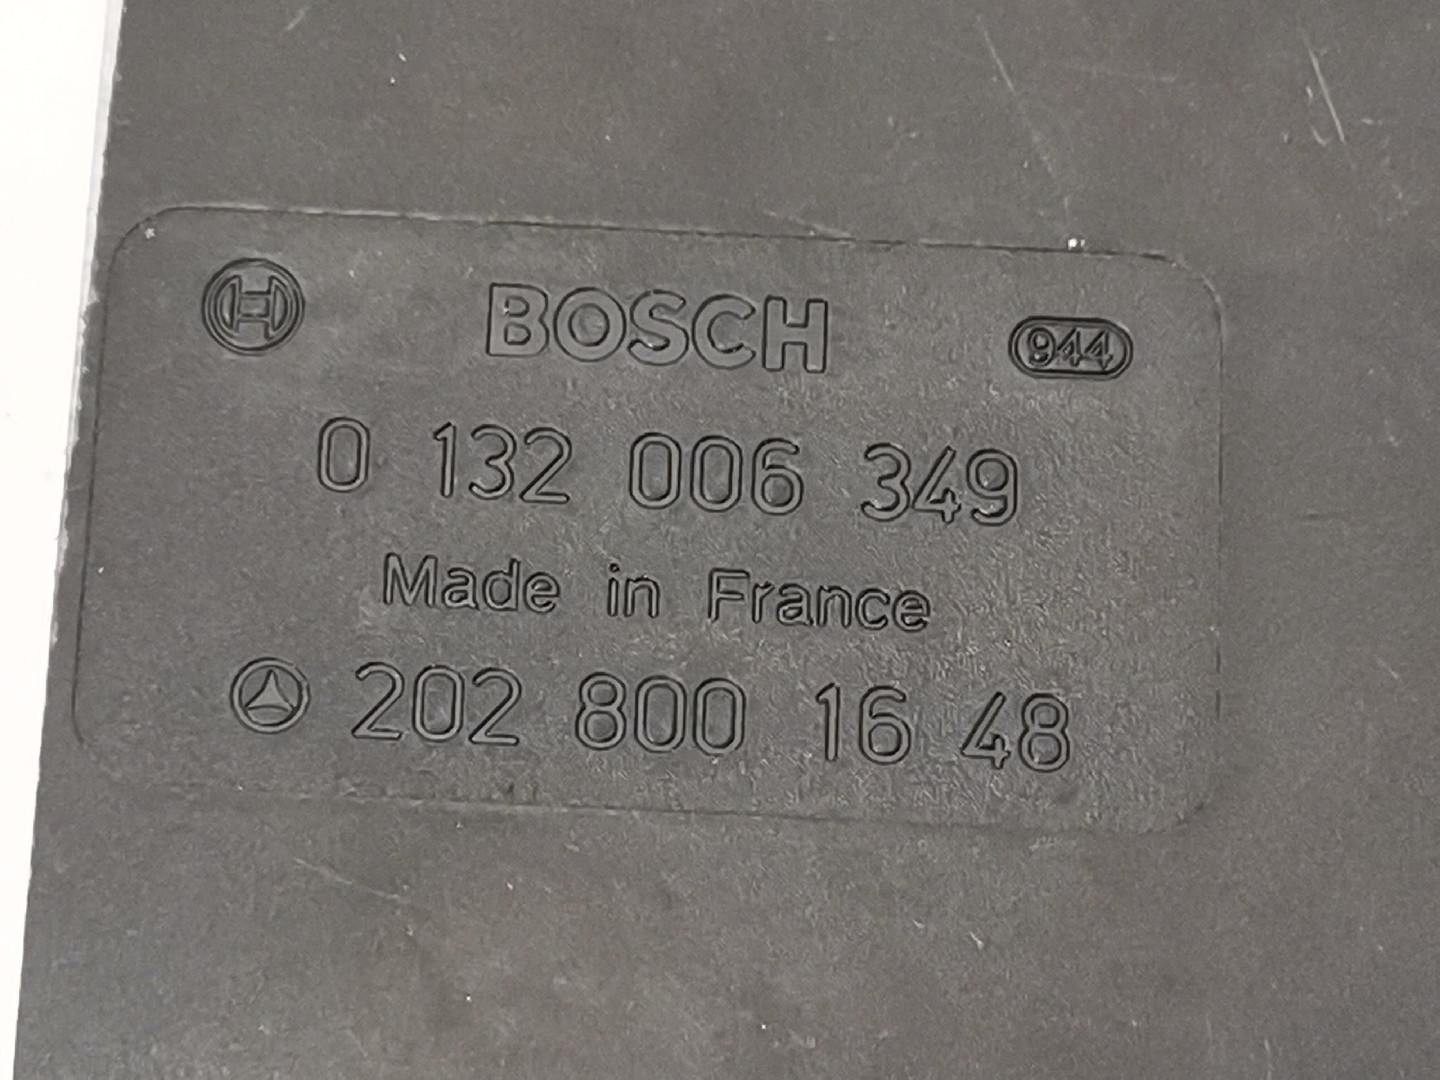 BOSCH 944
0 132 006 349
Made in France
202 800 16 48